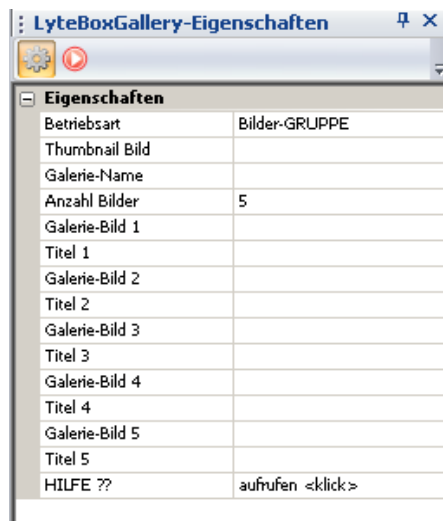 LyteBoxGallery-Eigenschaften
Eigenschaften
Betriebsart Bilder-GRUPPE
Thumbnail Bild
Galerie-Name
Anzahl Bilder 5
Galerie-Bild 1
Titel 1
Galerie-Bild 2
Titel 2
Galerie-Bild 3
Titel 3
Galerie-Bild 4
Titel 4
Galerie-Bild 5
Titel 5
HILFE ?? aufrufen <klick>